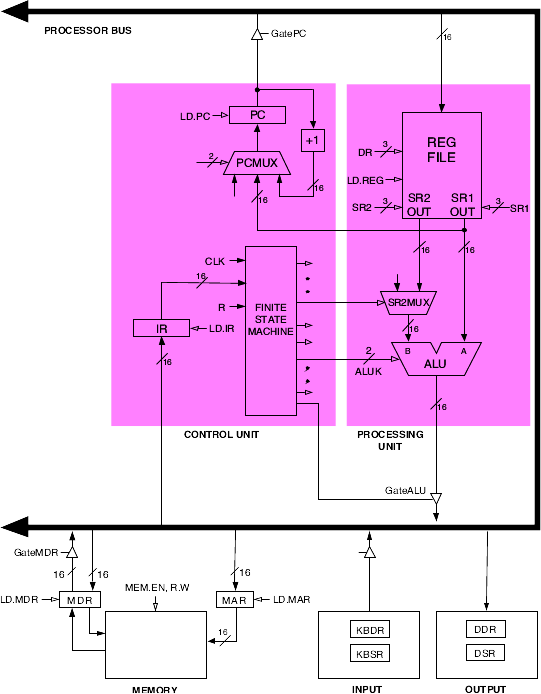 PROCESSOR BUS
GatePC
16
LD.PC
PC
+1
2
PCMUX
16
16
REG
FILE
DR
3
LD.REG
SR2
3
SR2
OUT
SR1
OUT
3
SR1
16
16
CLK
16
R
FINITE
STATE
MACHINE
IR
LD.IR
16
SR2MUX
16
B
A
ALU
2
ALUK
16
CONTROL UNIT
PROCESSING
UNIT
GateALU
GateMDR
16
16
16
LD.MDR
MDR
MEM.EN, R.W
MAR
LD.MAR
16
KBDR
KBSR
DDR
DSR
MEMORY
INPUT
OUTPUT